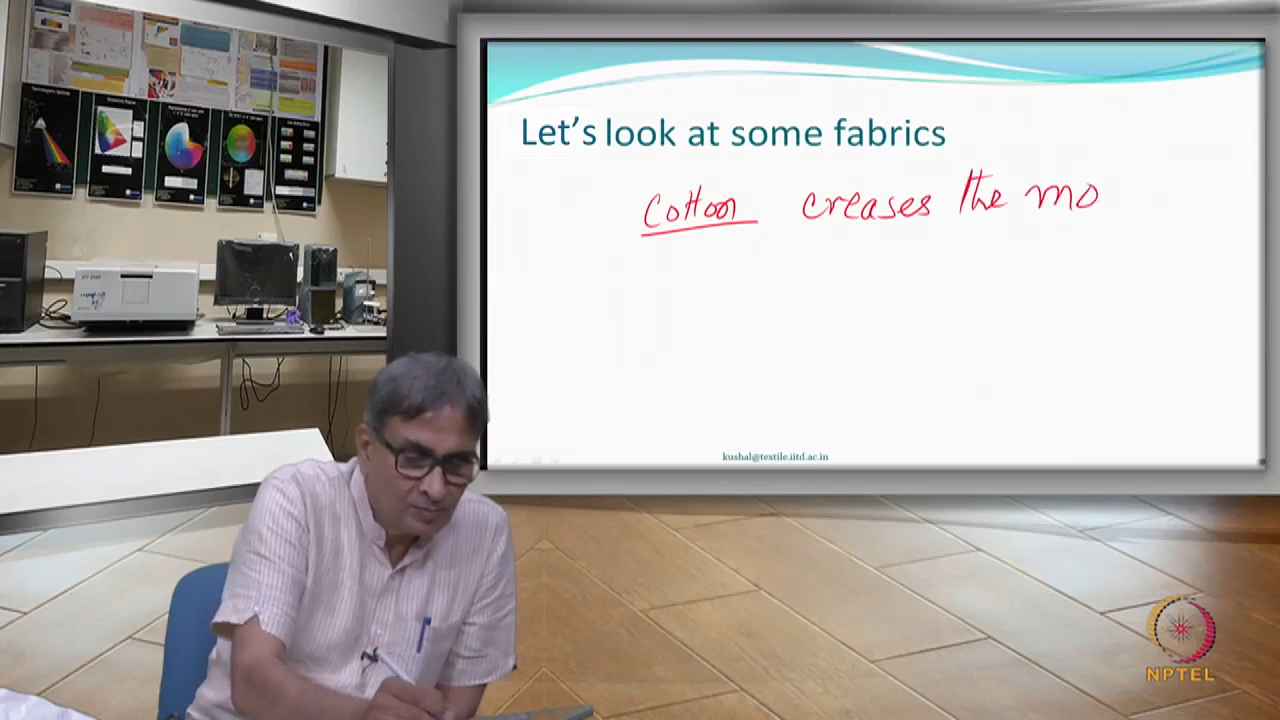 Let's look at some fabrics
Cotton creases the mo
kushal@textile.iitd.ac.in
NPTEL